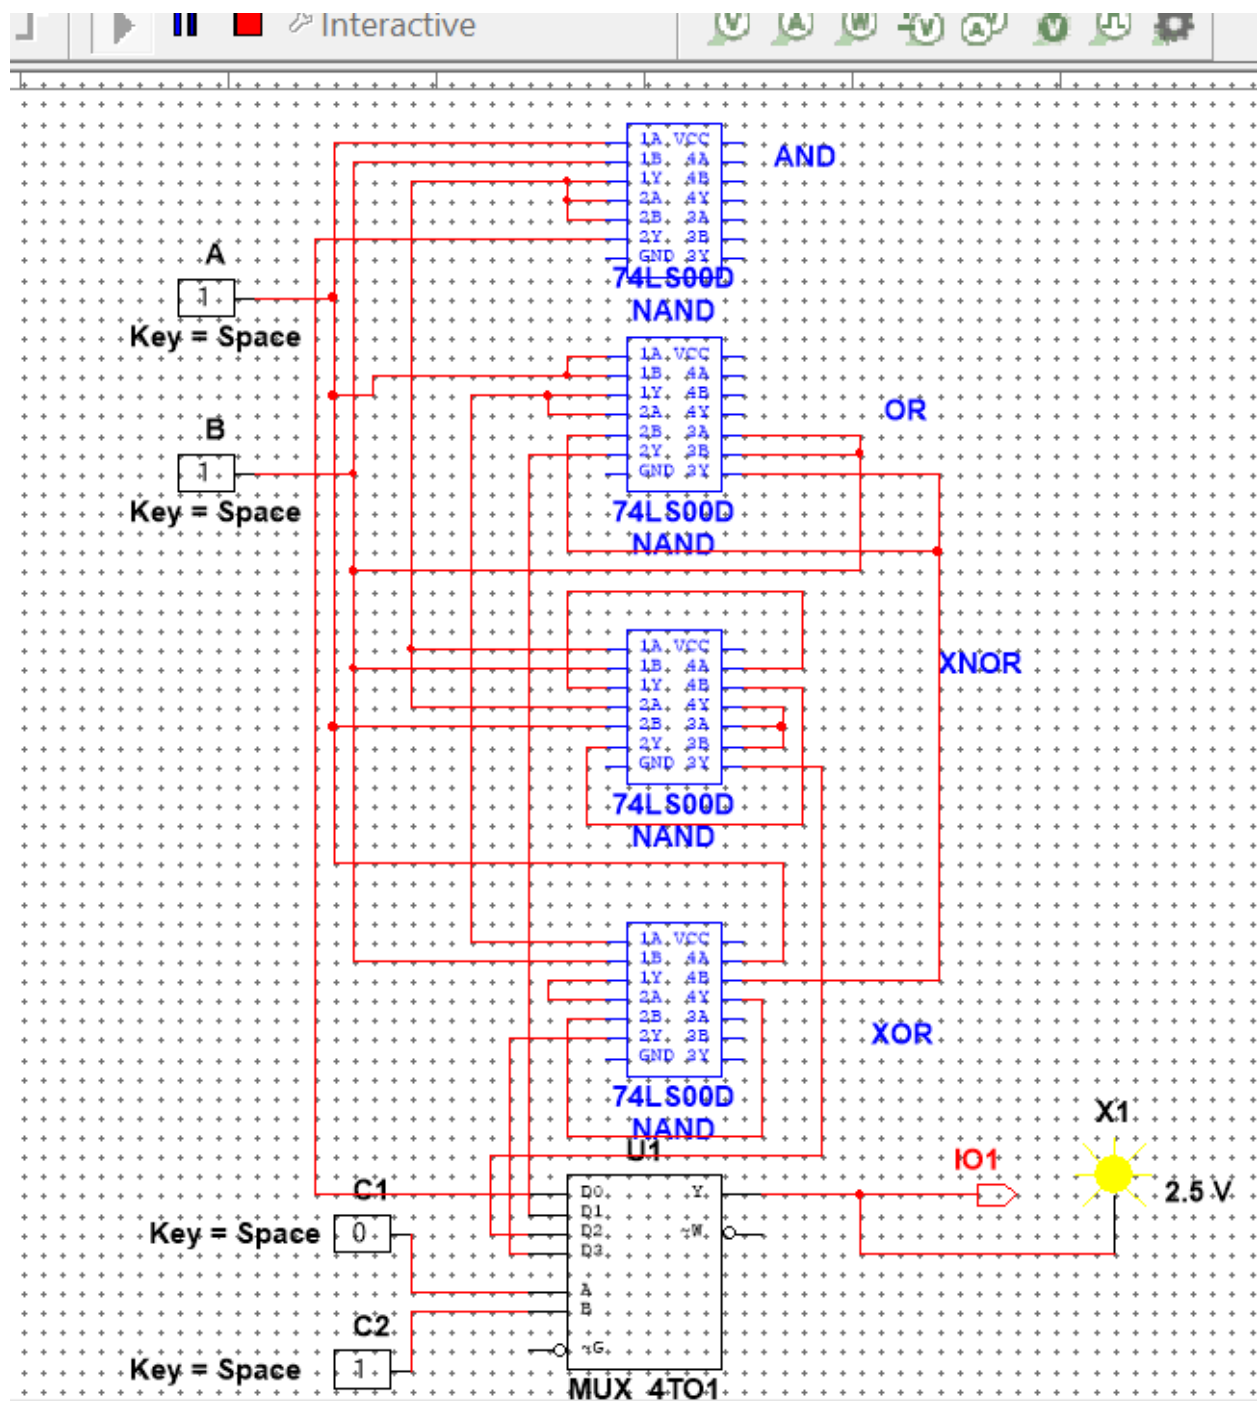 Interactive
V A W V A V
1A VCC
1B 4A
1Y 4B
2A 4Y
2B 3A
2Y 3B
GND 3Y
AND
74LS00D
NAND
A
1
Key = Space
1A VCC
1B 4A
1Y 4B
2A 4Y
2B 3A
2Y 3B
GND 3Y
OR
74LS00D
NAND
B
1
Key = Space
1A VCC
1B 4A
1Y 4B
2A 4Y
2B 3A
2Y 3B
GND 3Y
XNOR
74LS00D
NAND
1A VCC
1B 4A
1Y 4B
2A 4Y
2B 3A
2Y 3B
GND 3Y
XOR
74LS00D
NAND
U1
D0 Y
D1
D2 ~W
D3
A
B
~G
MUX_4TO1
C1
Key = Space 0
C2
Key = Space 1
IO1
X1
2.5 V